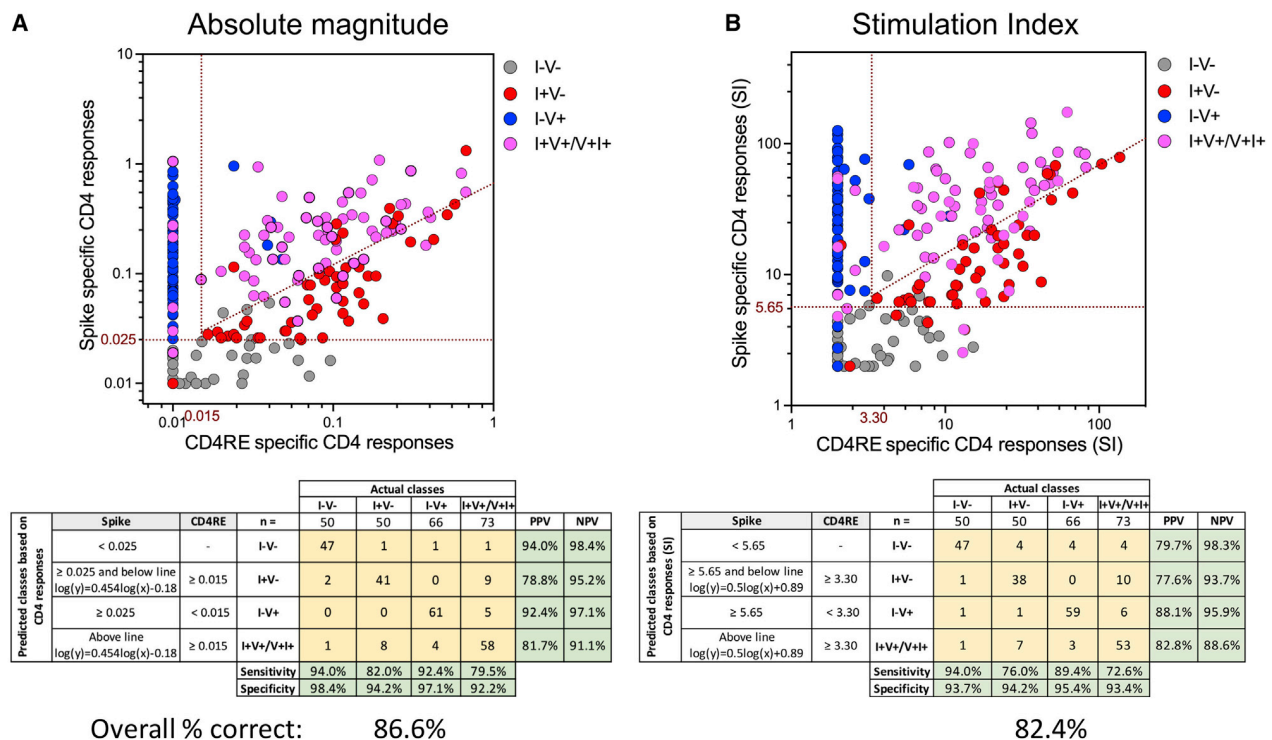 A Absolute magnitude
10
1
0.1
0.025
0.01
0.01
0.015
0.1
1
Spike specific CD4 responses
CD4RE specific CD4 responses
I-V-
I+V-
I-V+
I+V+/V+I+
B Stimulation Index
100
10
5.65
1
1
3.30
10
100
Spike specific CD4 responses (SI)
CD4RE specific CD4 responses (SI)
I-V-
I+V-
I-V+
I+V+/V+I+
Actual classes
I-V- I+V- I-V+ I+V+/V+I+
Predicted classes based on
CD4 responses
Spike CD4RE n = 50 50 66 73 PPV NPV
< 0.025 - I-V- 47 1 1 1 94.0% 98.4%
≥ 0.025 and below line
log(y)=0.454log(x)-0.18 ≥ 0.015 I+V- 2 41 0 9 78.8% 95.2%
≥ 0.025 < 0.015 I-V+ 0 0 61 5 92.4% 97.1%
Above line
log(y)=0.454log(x)-0.18 ≥ 0.015 I+V+/V+I+ 1 8 4 58 81.7% 91.1%
Sensitivity 94.0% 82.0% 92.4% 79.5%
Specificity 98.4% 94.2% 97.1% 92.2%
Actual classes
I-V- I+V- I-V+ I+V+/V+I+
Predicted classes based on
CD4 responses (SI)
Spike CD4RE n = 50 50 66 73 PPV NPV
< 5.65 - I-V- 47 4 4 4 79.7% 98.3%
≥ 5.65 and below line
log(y)=0.5log(x)+0.89 ≥ 3.30 I+V- 1 38 0 10 77.6% 93.7%
≥ 5.65 < 3.30 I-V+ 1 1 59 6 88.1% 95.9%
Above line
log(y)=0.5log(x)+0.89 ≥ 3.30 I+V+/V+I+ 1 7 3 53 82.8% 88.6%
Sensitivity 94.0% 76.0% 89.4% 72.6%
Specificity 93.7% 94.2% 95.4% 93.4%
Overall % correct: 86.6% 82.4%